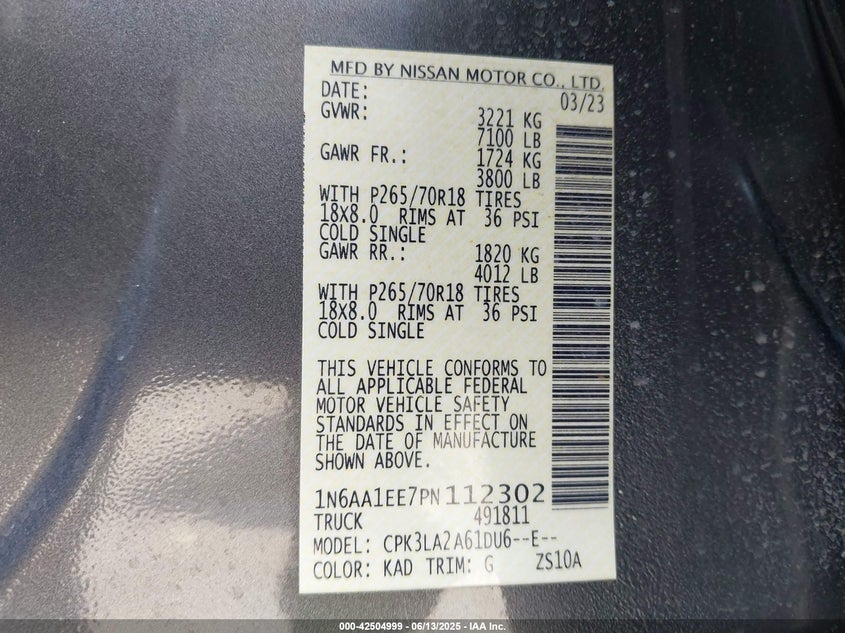 MFD BY NISSAN MOTOR CO., LTD.
DATE: 03/23
GVWR: 3221 KG
7100 LB
GAWR FR.: 1724 KG
3800 LB
WITH P265/70R18 TIRES
18X8.0 RIMS AT 36 PSI
COLD SINGLE
GAWR RR.: 1820 KG
4012 LB
WITH P265/70R18 TIRES
18X8.0 RIMS AT 36 PSI
COLD SINGLE
THIS VEHICLE CONFORMS TO
ALL APPLICABLE FEDERAL
MOTOR VEHICLE SAFETY
STANDARDS IN EFFECT ON
THE DATE OF MANUFACTURE
SHOWN ABOVE.
1N6AA1EE7PN112302
TRUCK 491811
MODEL: CPK3LA2A61DU6--E--
COLOR: KAD TRIM: G ZS10A
000-42504999 - 06/13/2025 - IAA Inc.